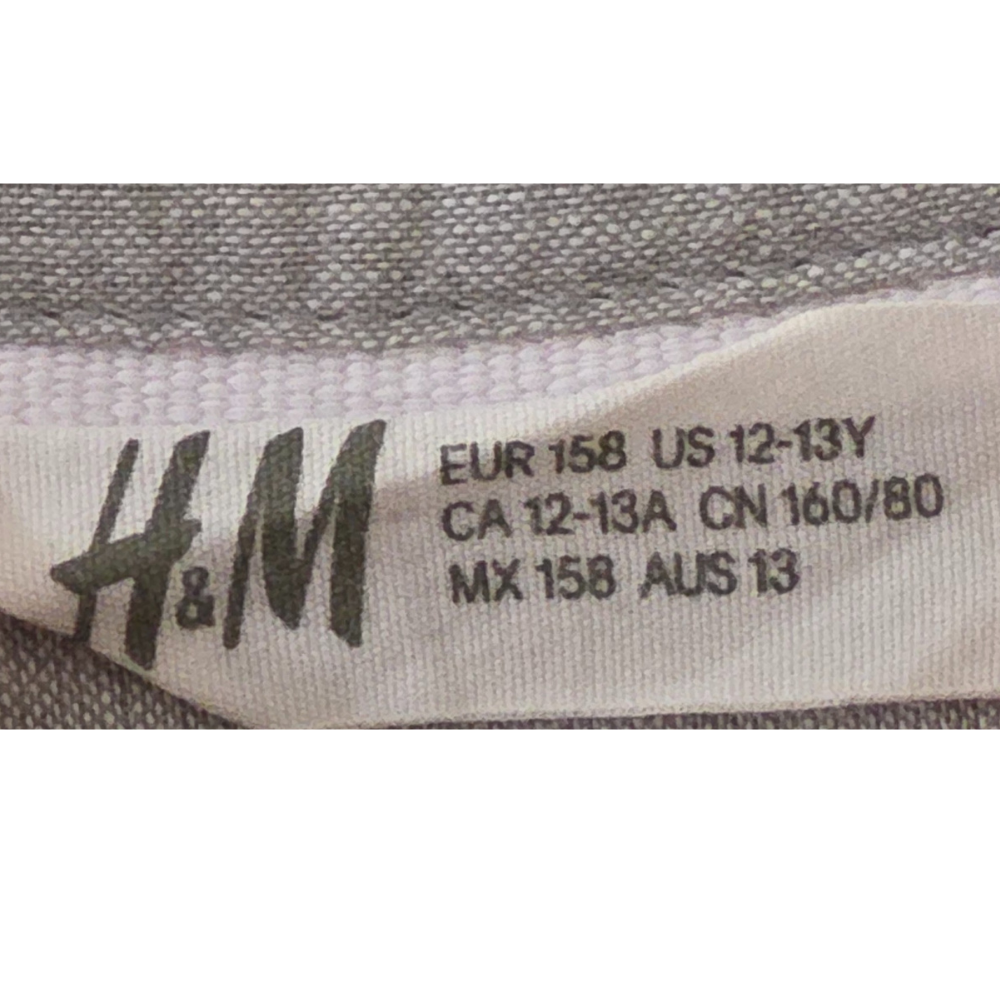 H&M
EUR 158 US 12-13Y
CA 12-13A CN 160/80
MX 158 AUS 13